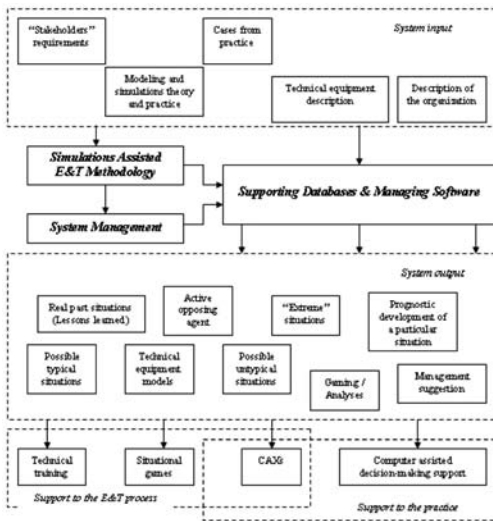 “Stakeholders”
requirements
Cases from
practice
System input
Modeling and
simulations theory
and practice
Technical equipment
description
Description of
the organization
Simulations Assisted
E&T Methodology
System Management
Supporting Databases & Managing Software
System output
Real past situations
(Lessons learned)
Active
opposing
agent
“Extreme”
situations
Prognostic
development of
a particular
situation
Possible
typical
situations
Technical
equipment
models
Possible
untypical
situations
Gaming /
Analyses
Management
suggestion
Technical
training
Situational
games
CAXs
Computer assisted
decision-making support
Support to the E&T process
Support to the practice